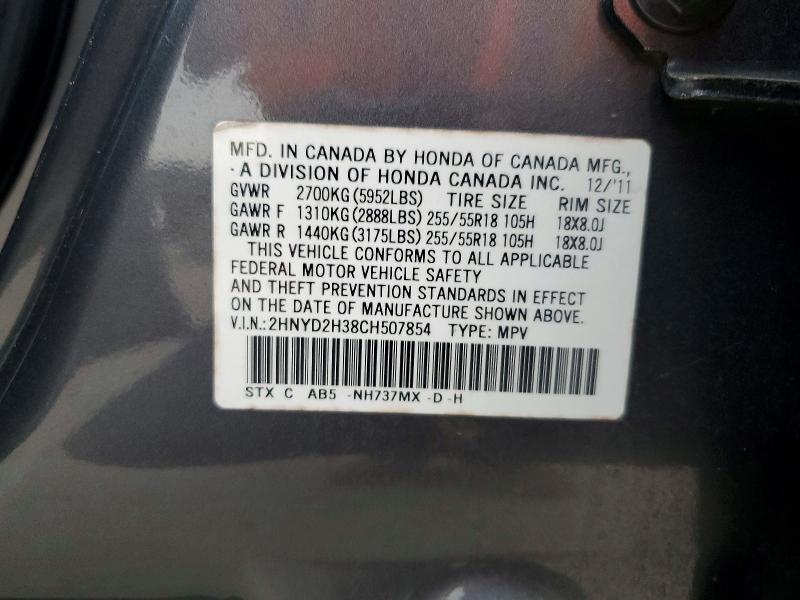 MFD. IN CANADA BY HONDA OF CANADA MFG.,
A DIVISION OF HONDA CANADA INC. 12/'11
GVWR 2700KG(5952LBS) TIRE SIZE RIM SIZE
GAWR F 1310KG(2888LBS) 255/55R18 105H 18X8.0J
GAWR R 1440KG(3175LBS) 255/55R18 105H 18X8.0J
THIS VEHICLE CONFORMS TO ALL APPLICABLE
FEDERAL MOTOR VEHICLE SAFETY
AND THEFT PREVENTION STANDARDS IN EFFECT
ON THE DATE OF MANUFACTURE SHOWN ABOVE.
V.I.N.:2HNYD2H38CH507854 TYPE: MPV
STX C AB5 -NH737MX -D -H